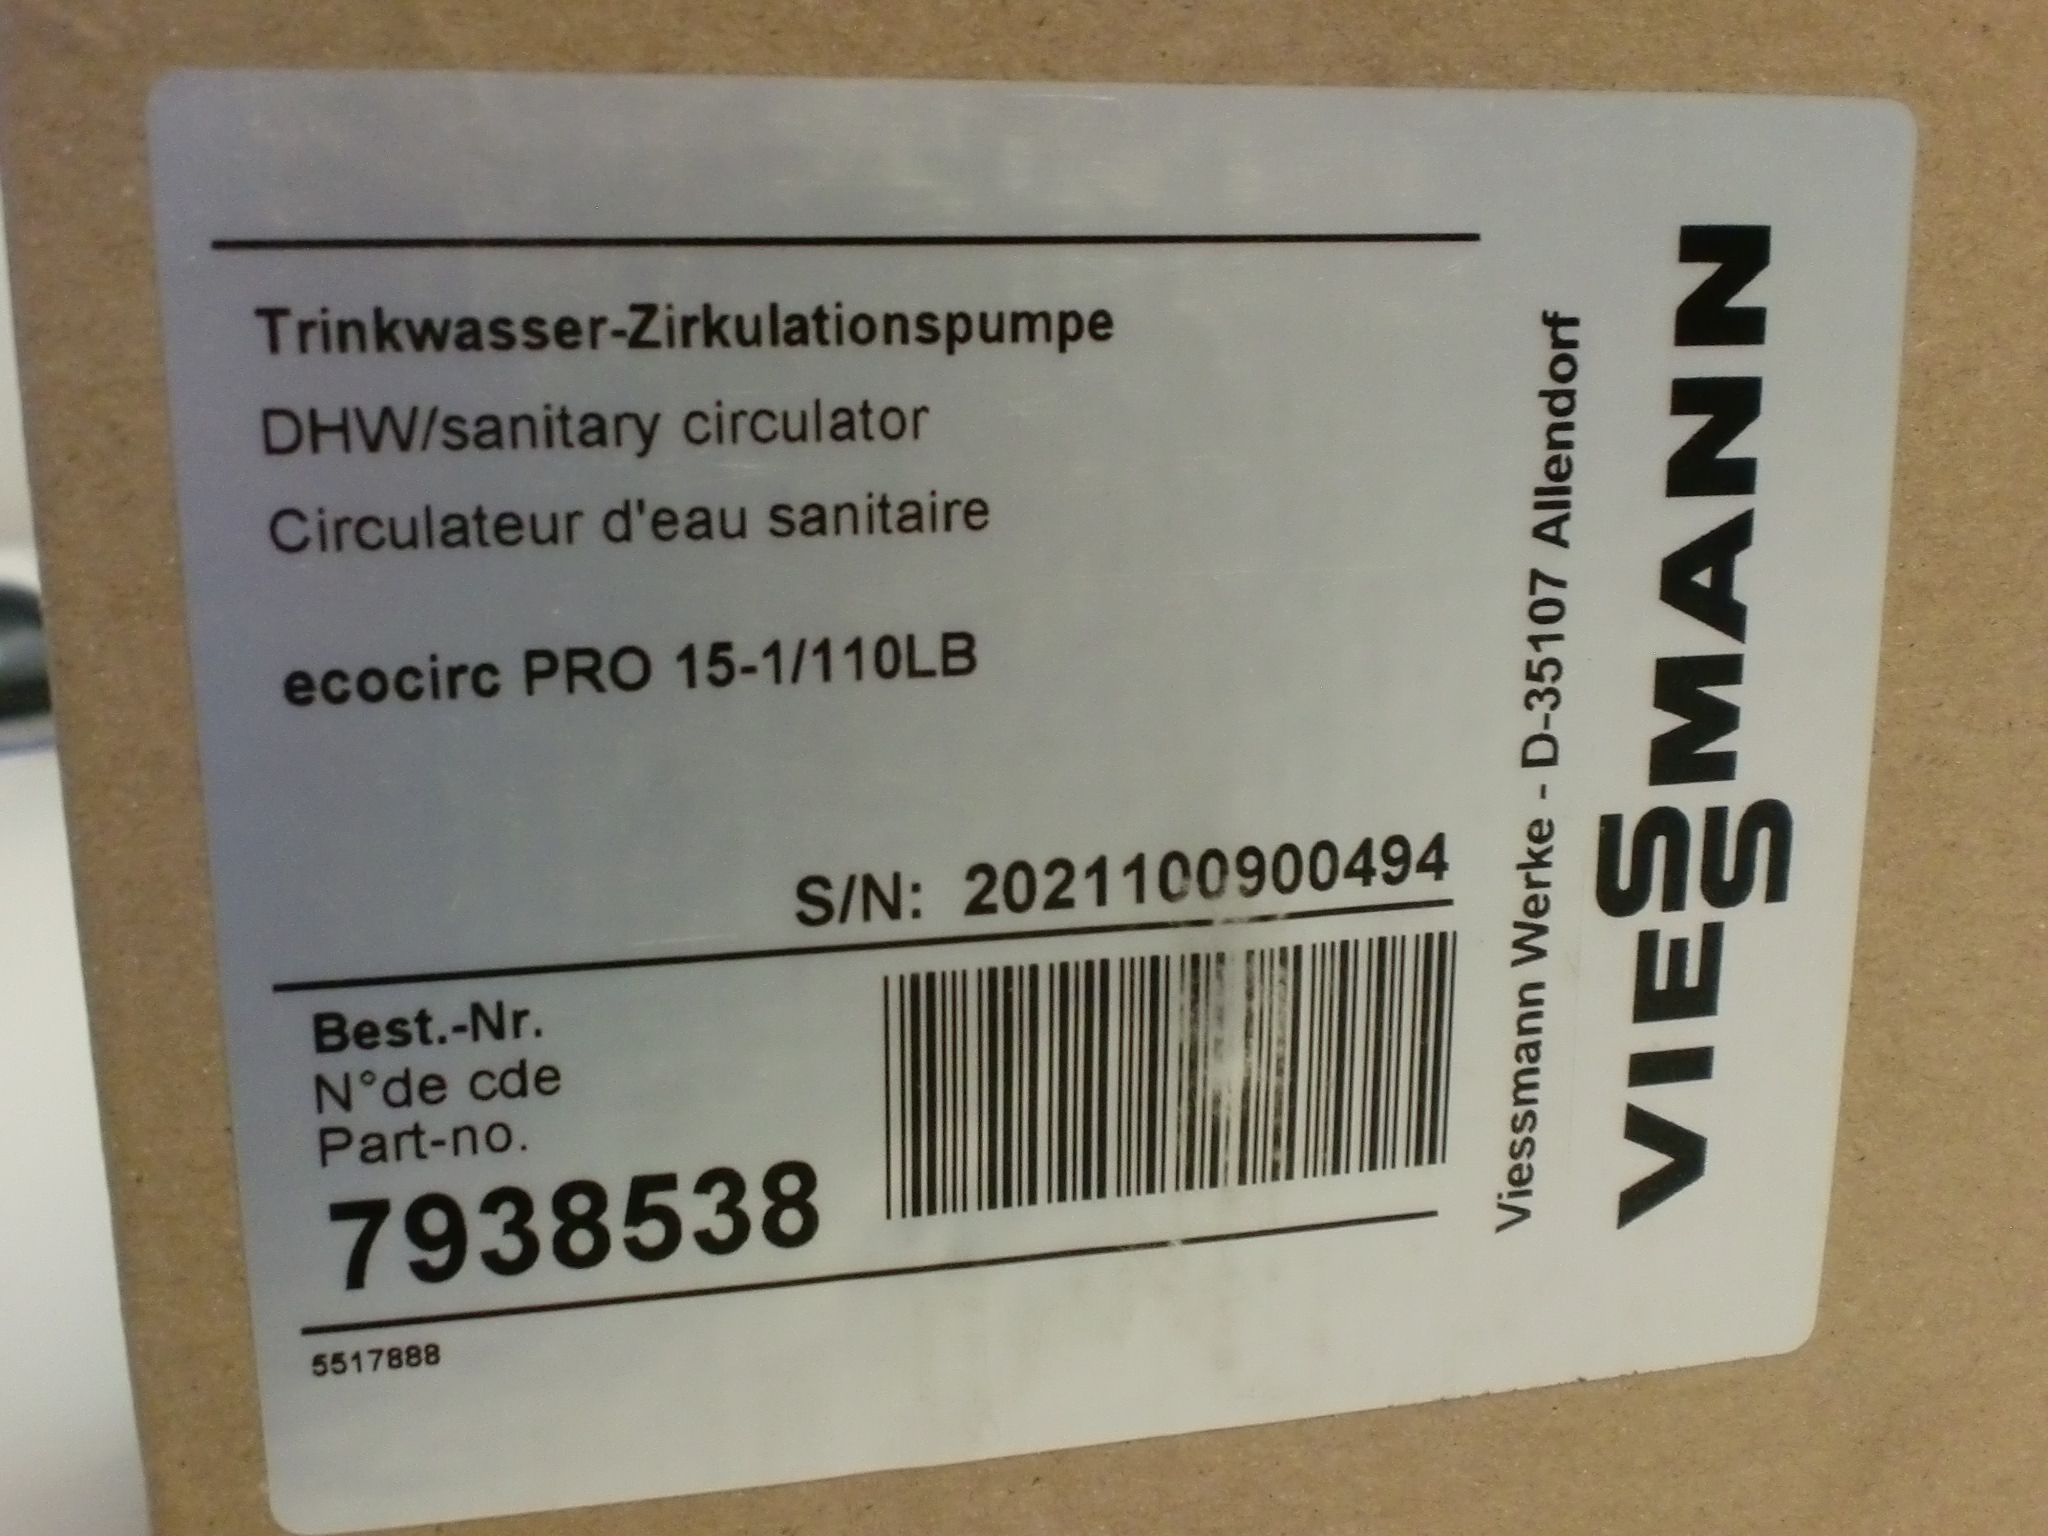 Trinkwasser-Zirkulationspumpe
DHW/sanitary circulator
Circulateur d'eau sanitaire
ecocirc PRO 15-1/110LB
S/N: 2021100900494
Best.-Nr.
N°de cde
Part-no.
7938538
5517888
Viessmann Werke - D-35107 Allendorf
VIESSMANN